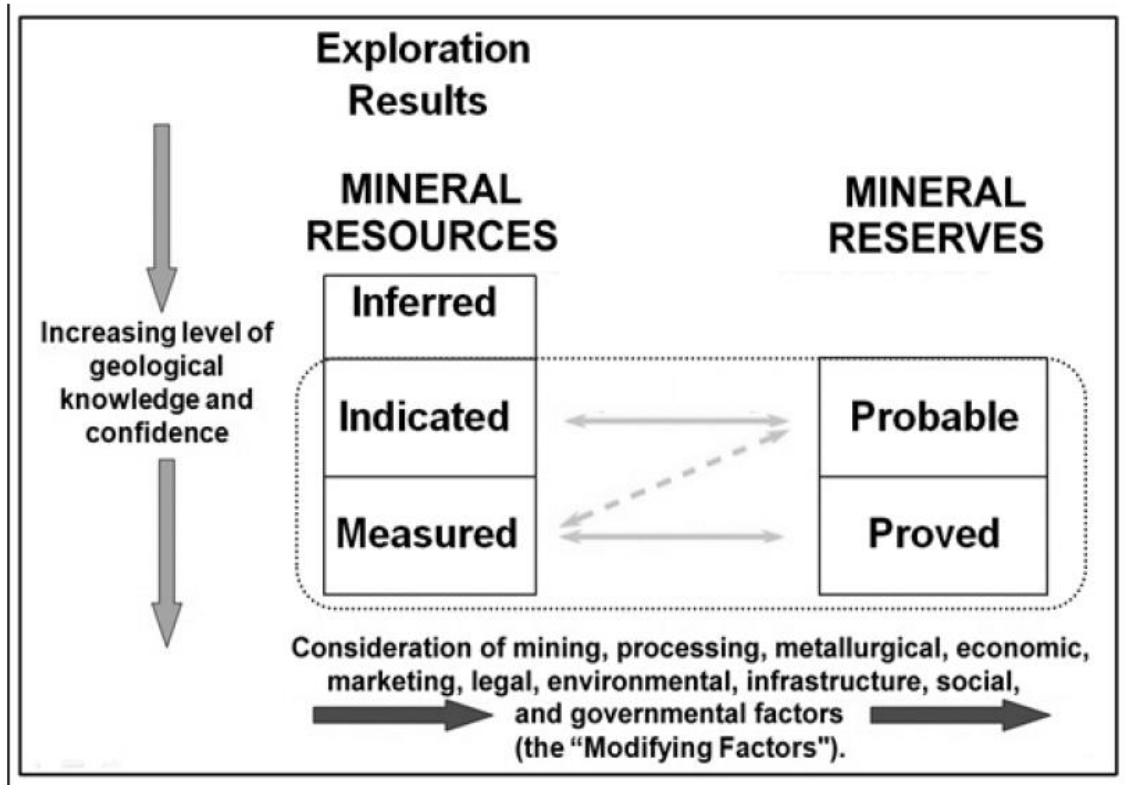 Exploration
Results
MINERAL
RESOURCES
MINERAL
RESERVES
Inferred
Increasing level of
geological
knowledge and
confidence
Indicated
Probable
Measured
Proved
Consideration of mining, processing, metallurgical, economic,
marketing, legal, environmental, infrastructure, social,
and governmental factors
(the “Modifying Factors").